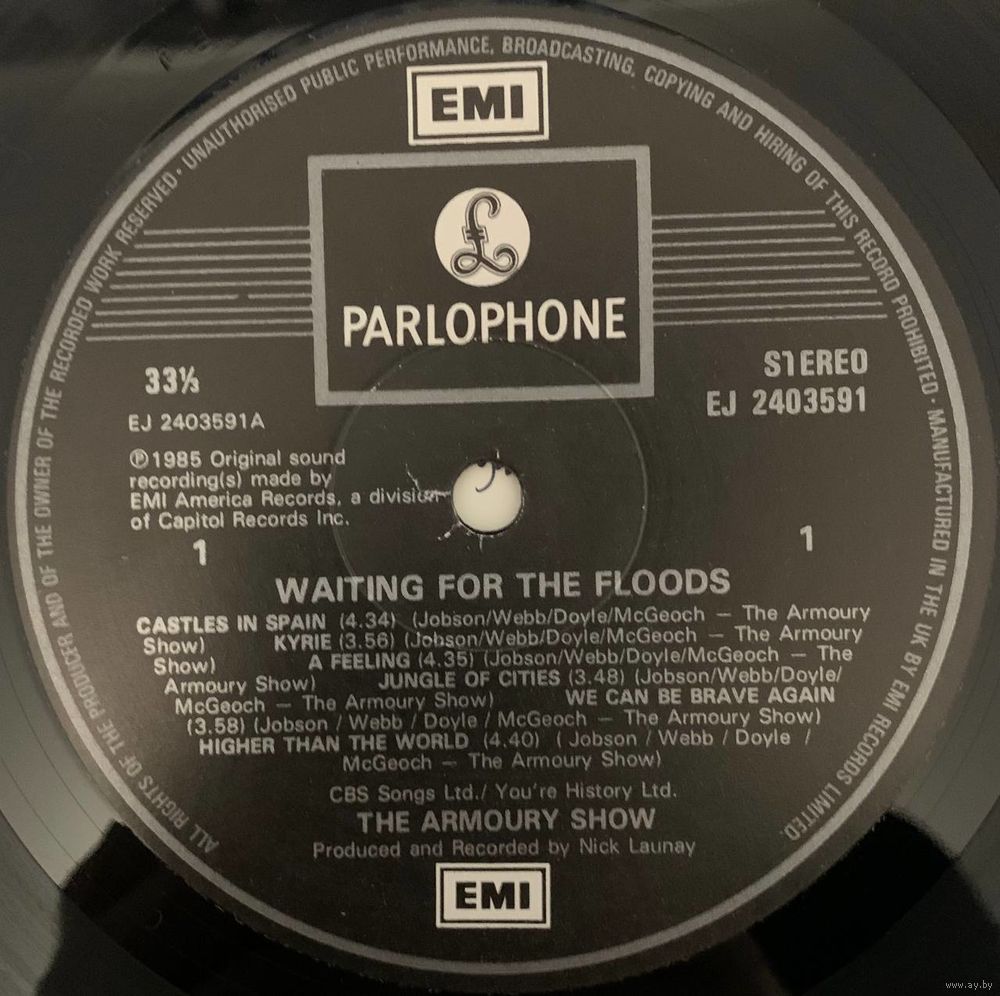 ALL RIGHTS OF THE PRODUCER AND OF THE OWNER OF THE RECORDED WORK RESERVED · UNAUTHORISED PUBLIC PERFORMANCE, BROADCASTING, COPYING AND HIRING OF THIS RECORD PROHIBITED · MANUFACTURED IN THE UK BY EMI RECORDS LIMITED.
EMI
£
PARLOPHONE
33⅓
STEREO
EJ 2403591A
EJ 2403591
℗1985 Original sound
recording(s) made by
EMI America Records, a division
of Capitol Records Inc.
1
1
WAITING FOR THE FLOODS
CASTLES IN SPAIN (4.34) (Jobson/Webb/Doyle/McGeoch – The Armoury
Show) KYRIE (3.56) (Jobson/Webb/Doyle/McGeoch – The Armoury
Show) A FEELING (4.35) (Jobson/Webb/Doyle/McGeoch – The
Armoury Show) JUNGLE OF CITIES (3.48) (Jobson/Webb/Doyle/
McGeoch – The Armoury Show) WE CAN BE BRAVE AGAIN
(3.58) (Jobson / Webb / Doyle / McGeoch – The Armoury Show)
HIGHER THAN THE WORLD (4.40) ( Jobson / Webb / Doyle /
McGeoch – The Armoury Show)
CBS Songs Ltd./ You're History Ltd.
THE ARMOURY SHOW
Produced and Recorded by Nick Launay
EMI
www.ay.by